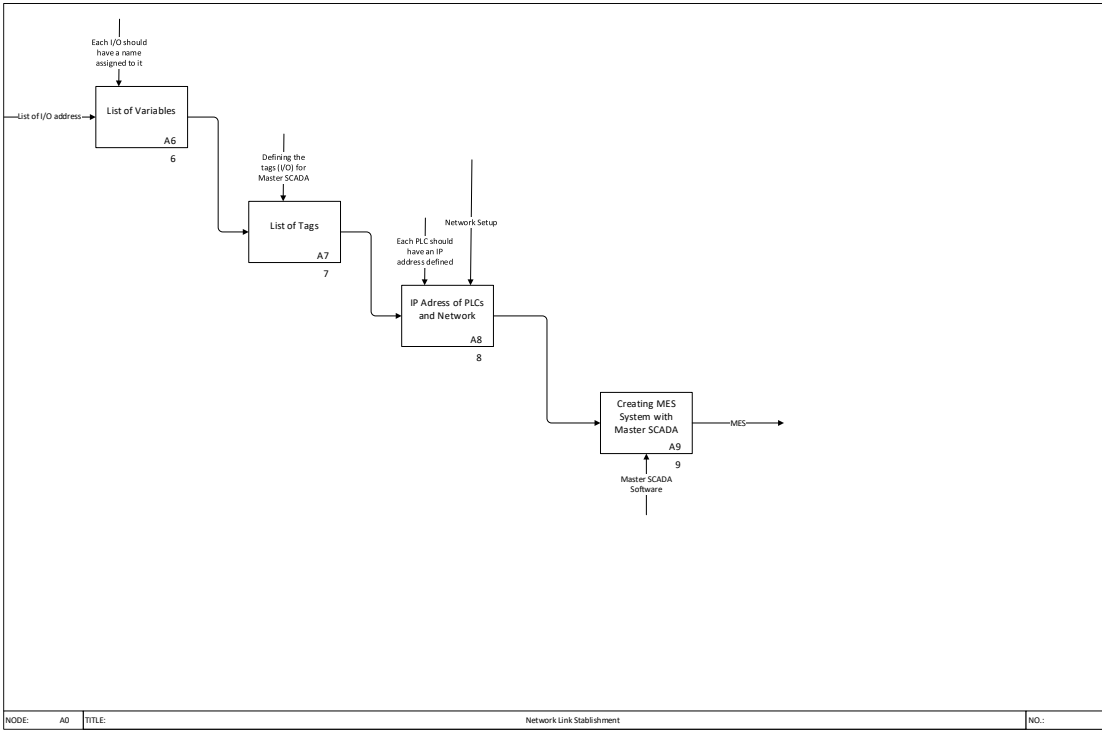 Each I/O should
have a name
assigned to it
List of I/O address
List of Variables
A6
6
Defining the
tags (I/O) for
Master SCADA
List of Tags
A7
7
Network Setup
Each PLC should
have an IP
address defined
IP Adress of PLCs
and Network
A8
8
Creating MES
System with
Master SCADA
A9
9
MES
Master SCADA
Software
NODE: A0 TITLE: Network Link Stablishment NO.: